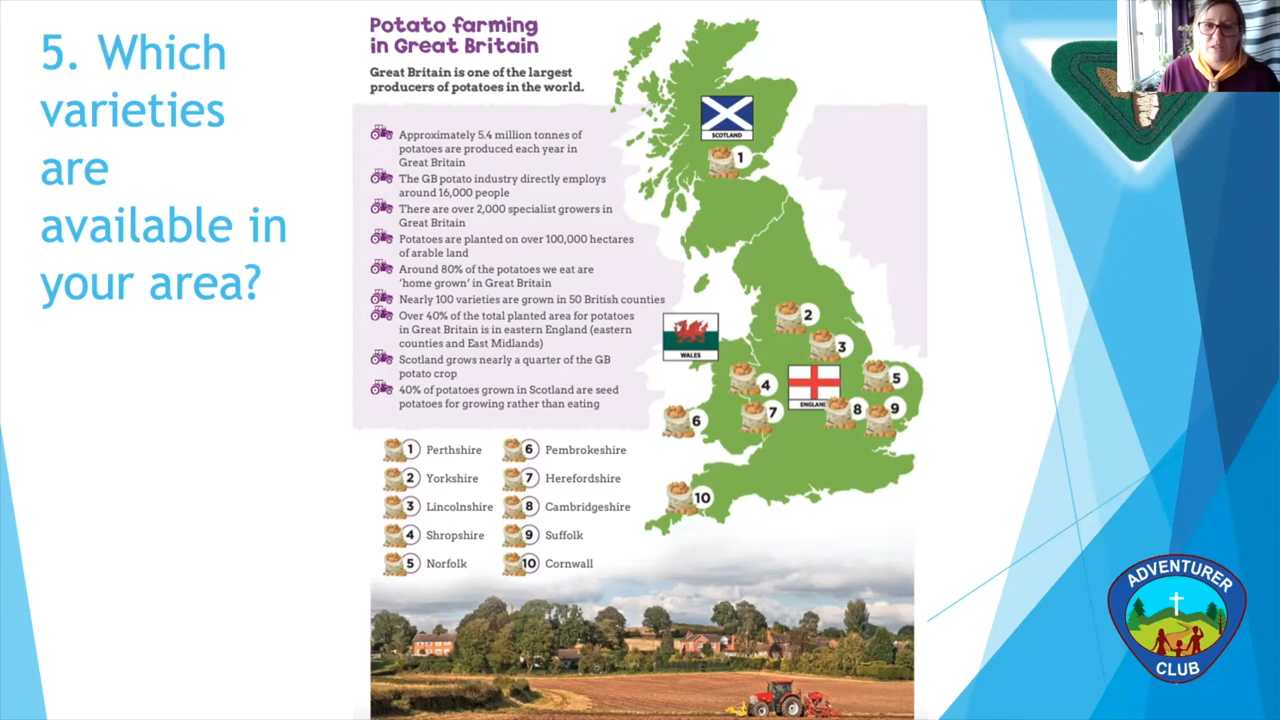 5. Which
varieties
are
available in
your area?
Potato farming
in Great Britain
Great Britain is one of the largest
producers of potatoes in the world.
Approximately 5.4 million tonnes of
potatoes are produced each year in
Great Britain
The GB potato industry directly employs
around 16,000 people
There are over 2,000 specialist growers in
Great Britain
Potatoes are planted on over 100,000 hectares
of arable land
Around 80% of the potatoes we eat are
‘home grown’ in Great Britain
Nearly 100 varieties are grown in 50 British counties
Over 40% of the total planted area for potatoes
in Great Britain is in eastern England (eastern
counties and East Midlands)
Scotland grows nearly a quarter of the GB
potato crop
40% of potatoes grown in Scotland are seed
potatoes for growing rather than eating
SCOTLAND
1
2
3
WALES
4
ENGLAND
5
6
7
8
9
10
1 Perthshire
2 Yorkshire
3 Lincolnshire
4 Shropshire
5 Norfolk
6 Pembrokeshire
7 Herefordshire
8 Cambridgeshire
9 Suffolk
10 Cornwall
ADVENTURER
CLUB